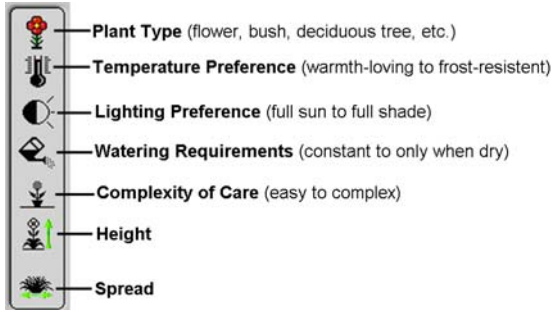 Plant Type (flower, bush, deciduous tree, etc.)
Temperature Preference (warmth-loving to frost-resistent)
Lighting Preference (full sun to full shade)
Watering Requirements (constant to only when dry)
Complexity of Care (easy to complex)
Height
Spread